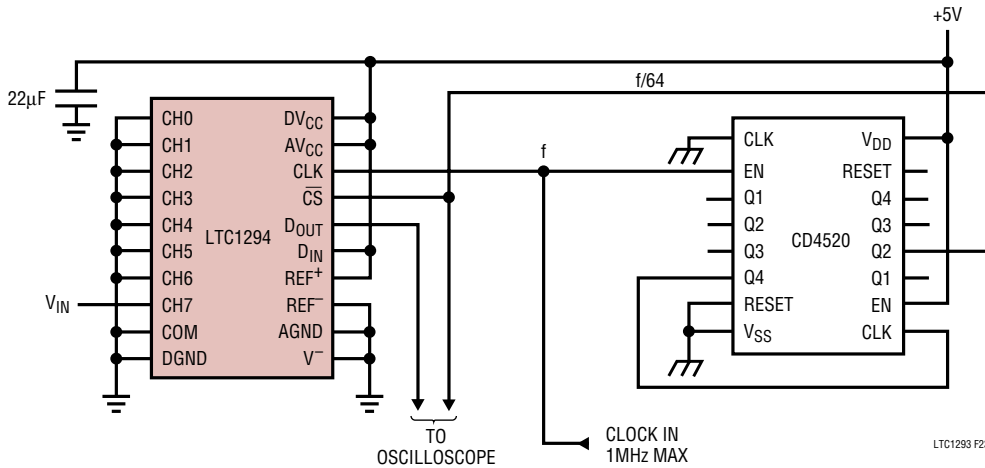 +5V
22µF
f/64
LTC1294
CH0
CH1
CH2
CH3
CH4
CH5
CH6
CH7
COM
DGND
DVCC
AVCC
CLK
CS
DOUT
DIN
REF+
REF–
AGND
V–
VIN
f
CD4520
CLK
EN
Q1
Q2
Q3
Q4
RESET
VSS
VDD
RESET
Q4
Q3
Q2
Q1
EN
CLK
TO
OSCILLOSCOPE
CLOCK IN
1MHz MAX